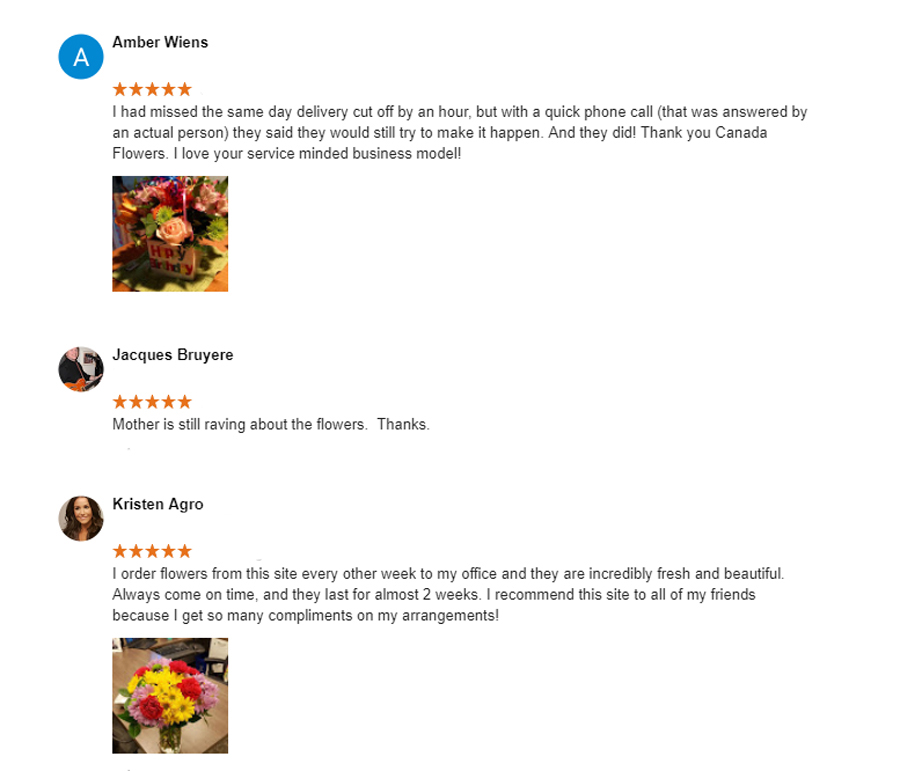 A
Amber Wiens
I had missed the same day delivery cut off by an hour, but with a quick phone call (that was answered by
an actual person) they said they would still try to make it happen. And they did! Thank you Canada
Flowers. I love your service minded business model!
Happy
Birthday
Jacques Bruyere
Mother is still raving about the flowers.  Thanks.
Kristen Agro
I order flowers from this site every other week to my office and they are incredibly fresh and beautiful.
Always come on time, and they last for almost 2 weeks. I recommend this site to all of my friends
because I get so many compliments on my arrangements!